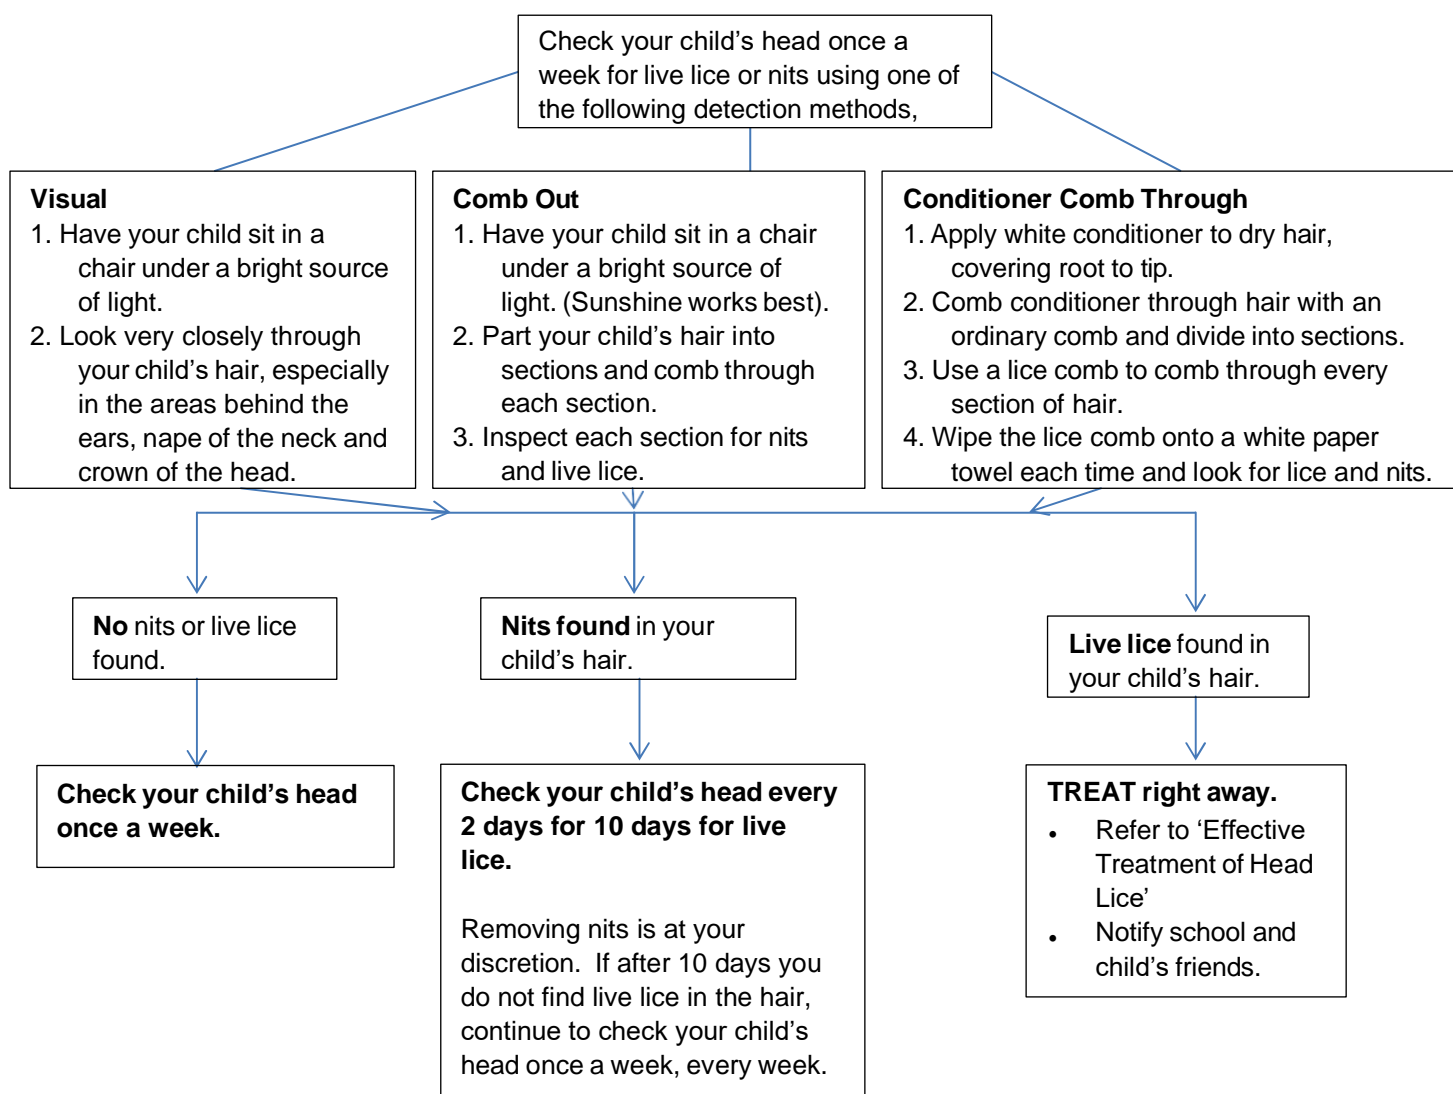 Check your child’s head once a
week for live lice or nits using one of
the following detection methods,
Visual
1. Have your child sit in a
chair under a bright source
of light.
2. Look very closely through
your child’s hair, especially
in the areas behind the
ears, nape of the neck and
crown of the head.
Comb Out
1. Have your child sit in a chair
under a bright source of
light. (Sunshine works best).
2. Part your child’s hair into
sections and comb through
each section.
3. Inspect each section for nits
and live lice.
Conditioner Comb Through
1. Apply white conditioner to dry hair,
covering root to tip.
2. Comb conditioner through hair with an
ordinary comb and divide into sections.
3. Use a lice comb to comb through every
section of hair.
4. Wipe the lice comb onto a white paper
towel each time and look for lice and nits.
No nits or live lice
found.
Nits found in your
child’s hair.
Live lice found in
your child’s hair.
Check your child’s head
once a week.
Check your child’s head every
2 days for 10 days for live
lice.
Removing nits is at your
discretion.  If after 10 days you
do not find live lice in the hair,
continue to check your child’s
head once a week, every week.
TREAT right away.
• Refer to ‘Effective
Treatment of Head
Lice’
• Notify school and
child’s friends.